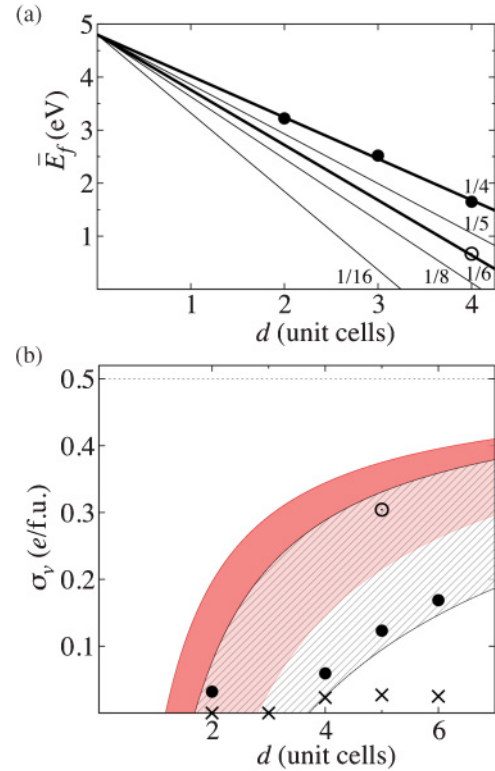 (a)
5
4
3
2
1
Ē_f (eV)
1/4
1/5
1/6
1/8
1/16
1 2 3 4
d (unit cells)
(b)
0.5
0.4
0.3
0.2
0.1
σ_v (e/f.u.)
2 4 6
d (unit cells)